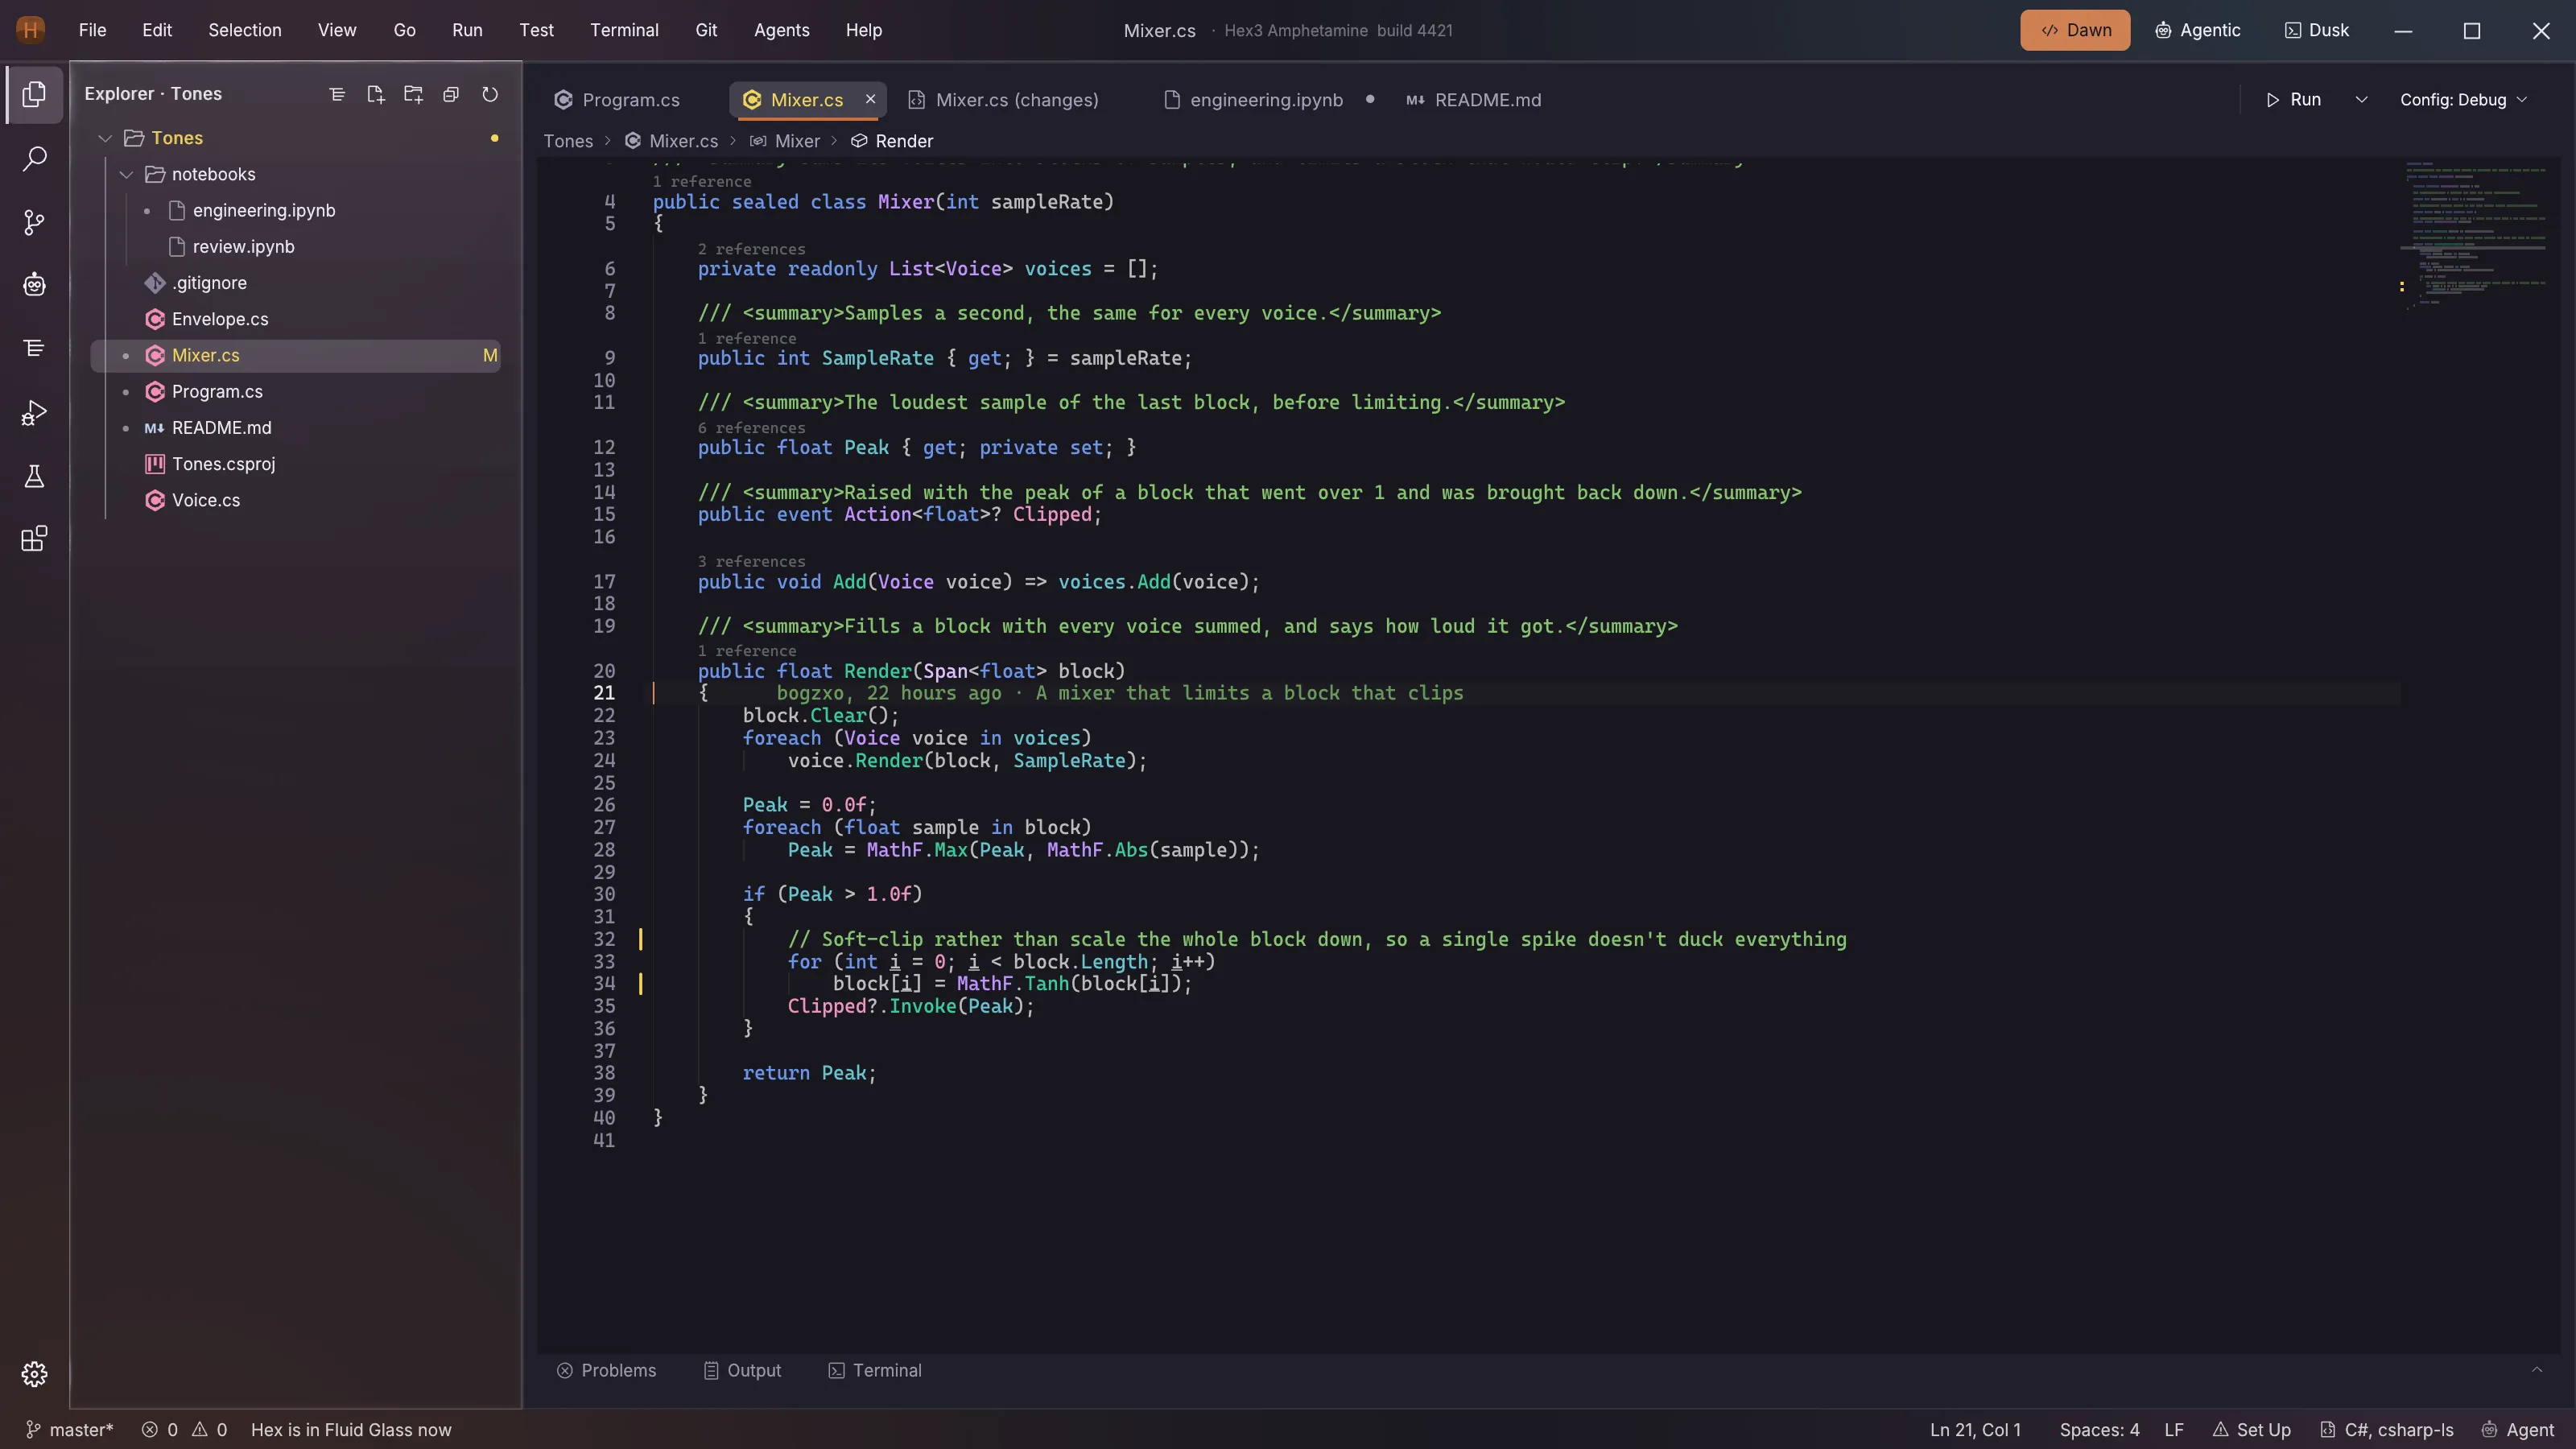 H File Edit Selection View Go Run Test Terminal Git Agents Help Mixer.cs · Hex3 Amphetamine build 4421 Dawn Agentic Dusk
Explorer · Tones
Tones
notebooks
engineering.ipynb
review.ipynb
.gitignore
Envelope.cs
Mixer.cs M
Program.cs
README.md
Tones.csproj
Voice.cs
Program.cs Mixer.cs Mixer.cs (changes) engineering.ipynb README.md Run Config: Debug
Tones > Mixer.cs > Mixer > Render
1 reference
4 public sealed class Mixer(int sampleRate)
5 {
2 references
6 private readonly List<Voice> voices = [];
7
8 /// <summary>Samples a second, the same for every voice.</summary>
1 reference
9 public int SampleRate { get; } = sampleRate;
10
11 /// <summary>The loudest sample of the last block, before limiting.</summary>
6 references
12 public float Peak { get; private set; }
13
14 /// <summary>Raised with the peak of a block that went over 1 and was brought back down.</summary>
15 public event Action<float>? Clipped;
16
3 references
17 public void Add(Voice voice) => voices.Add(voice);
18
19 /// <summary>Fills a block with every voice summed, and says how loud it got.</summary>
1 reference
20 public float Render(Span<float> block)
21 { bogzxo, 22 hours ago · A mixer that limits a block that clips
22 block.Clear();
23 foreach (Voice voice in voices)
24 voice.Render(block, SampleRate);
25
26 Peak = 0.0f;
27 foreach (float sample in block)
28 Peak = MathF.Max(Peak, MathF.Abs(sample));
29
30 if (Peak > 1.0f)
31 {
32 // Soft-clip rather than scale the whole block down, so a single spike doesn't duck everything
33 for (int i = 0; i < block.Length; i++)
34 block[i] = MathF.Tanh(block[i]);
35 Clipped?.Invoke(Peak);
36 }
37
38 return Peak;
39 }
40 }
41
Problems Output Terminal
master* 0 0 Hex is in Fluid Glass now Ln 21, Col 1 Spaces: 4 LF Set Up C#, csharp-ls Agent